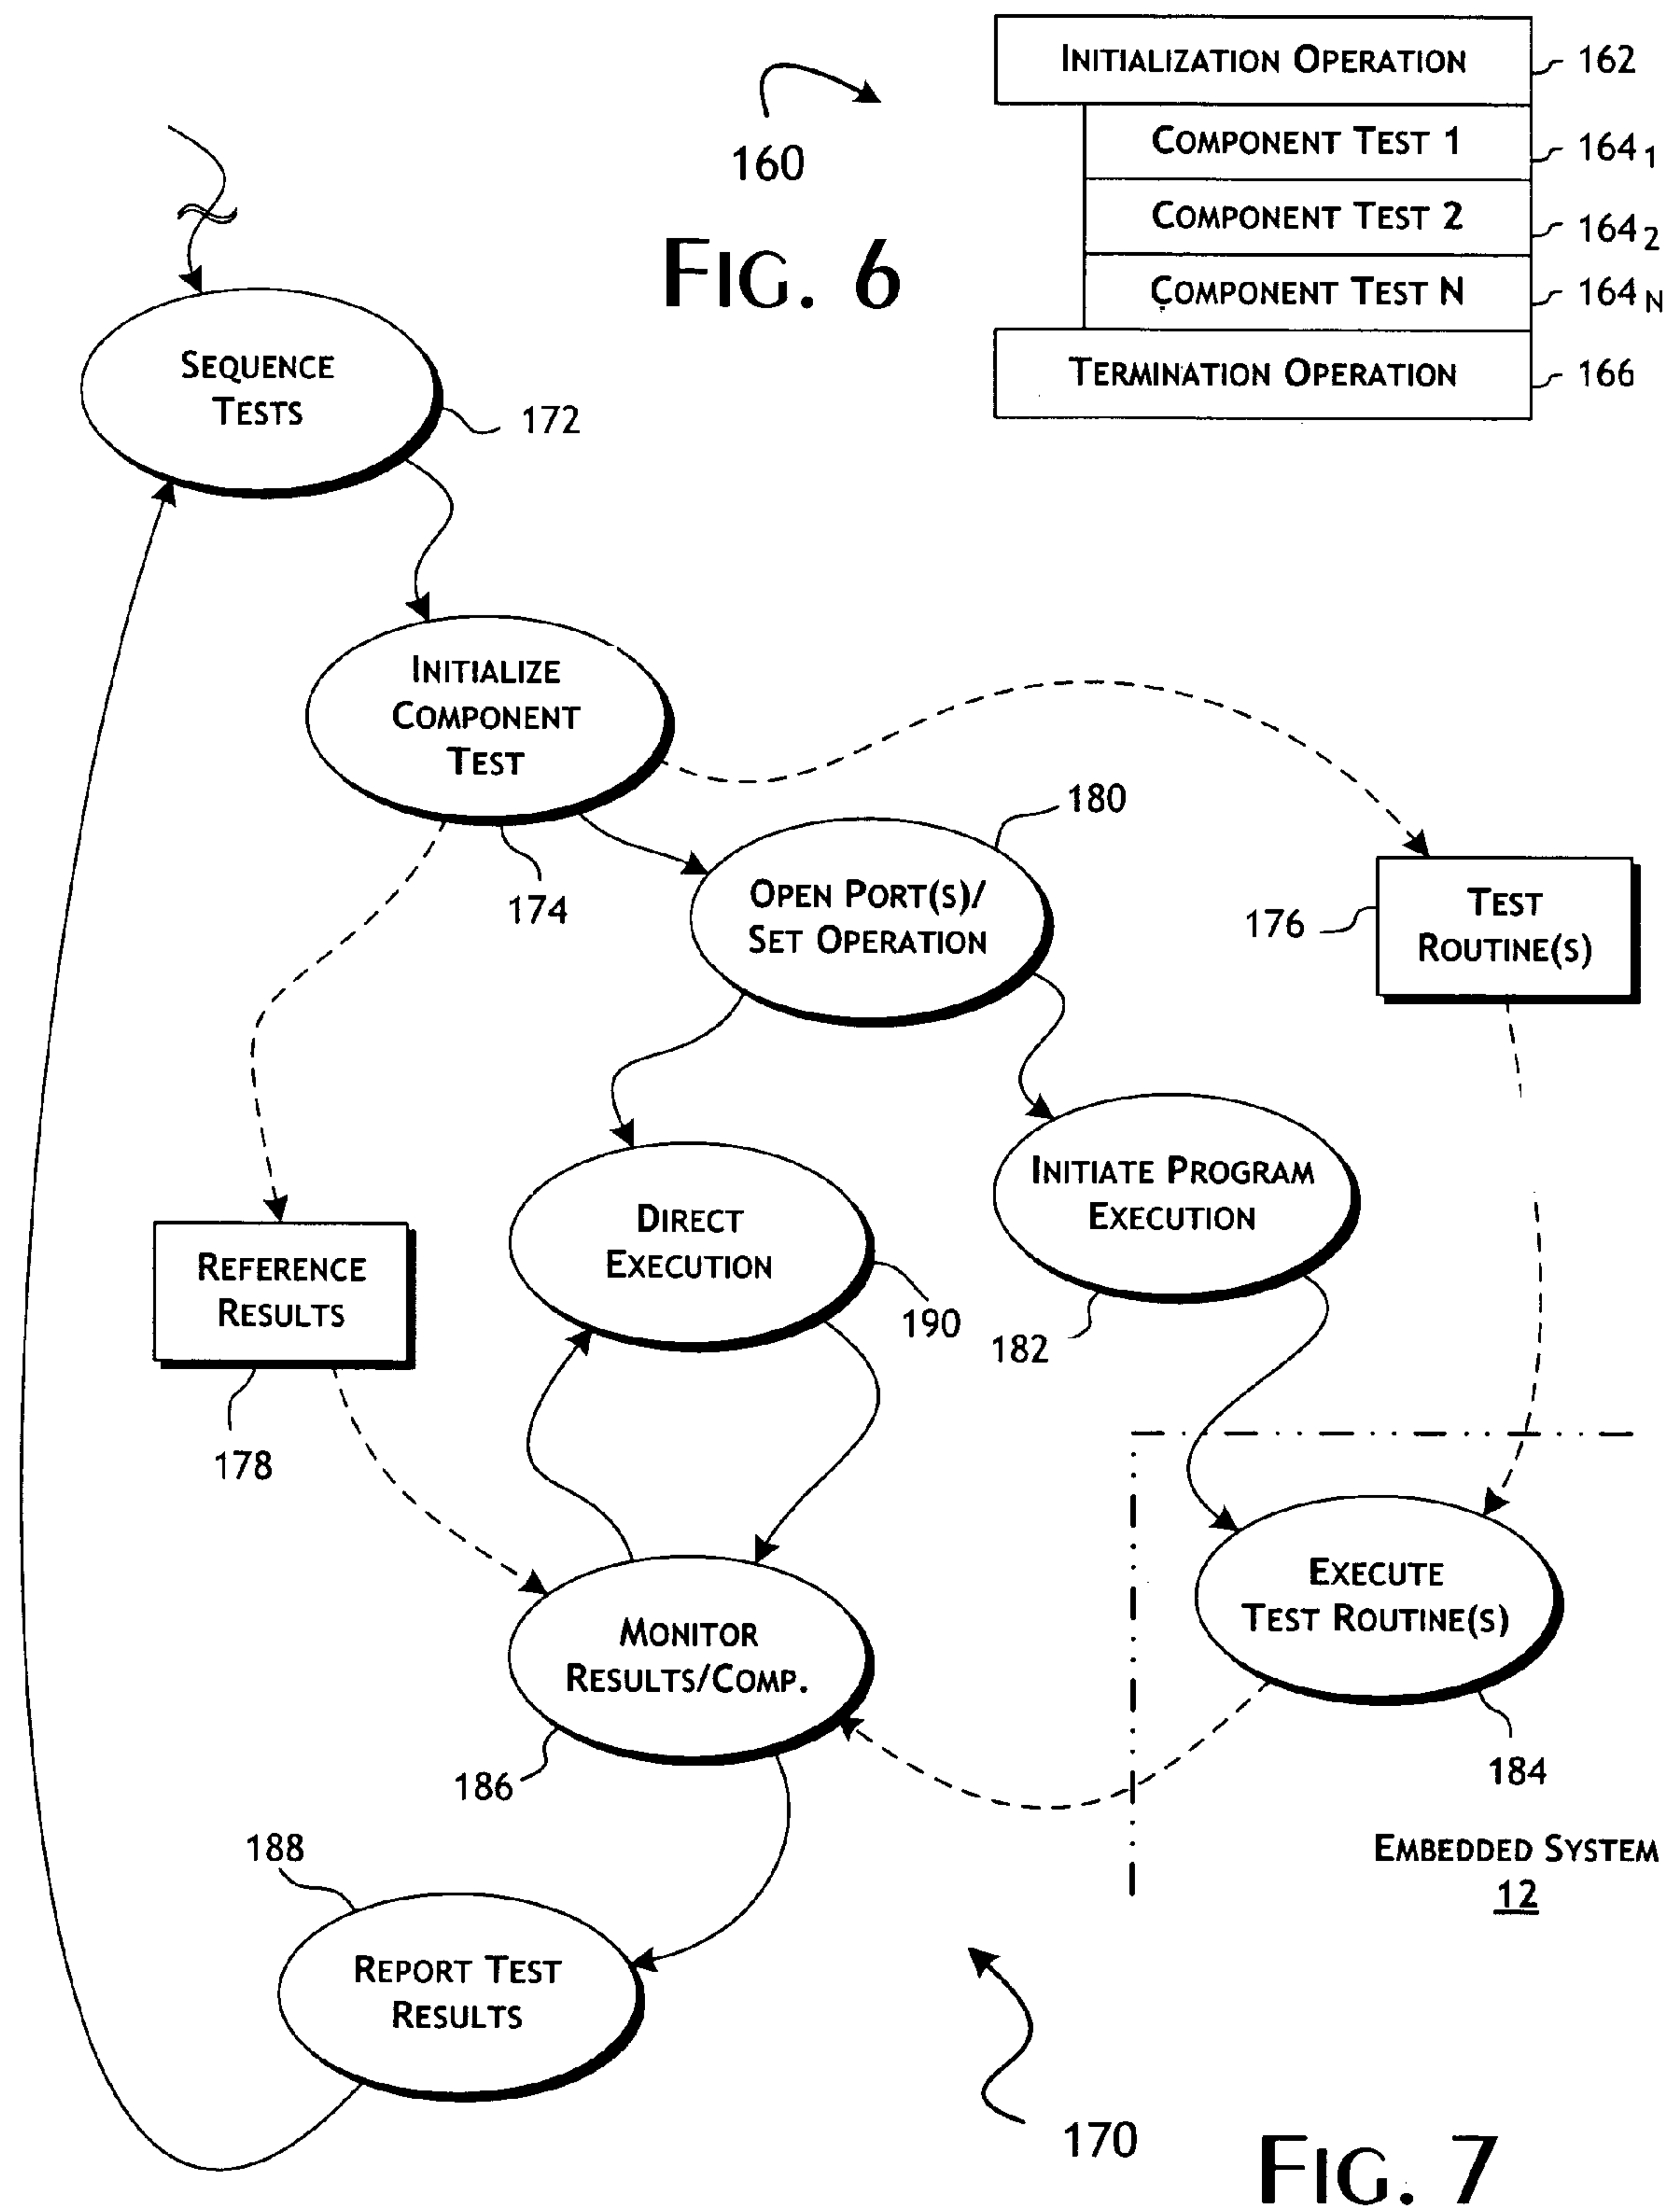 INITIALIZATION OPERATION
162
COMPONENT TEST 1
164 1
COMPONENT TEST 2
164 2
COMPONENT TEST N
164 N
TERMINATION OPERATION
166
160
FIG. 6
SEQUENCE
TESTS
172
INITIALIZE
COMPONENT
TEST
174
180
OPEN PORT(S)/
SET OPERATION
176
TEST
ROUTINE(S)
INITIATE PROGRAM
EXECUTION
182
DIRECT
EXECUTION
190
REFERENCE
RESULTS
178
EXECUTE
TEST ROUTINE(S)
184
MONITOR
RESULTS/COMP.
186
EMBEDDED SYSTEM
12
188
REPORT TEST
RESULTS
170
FIG. 7